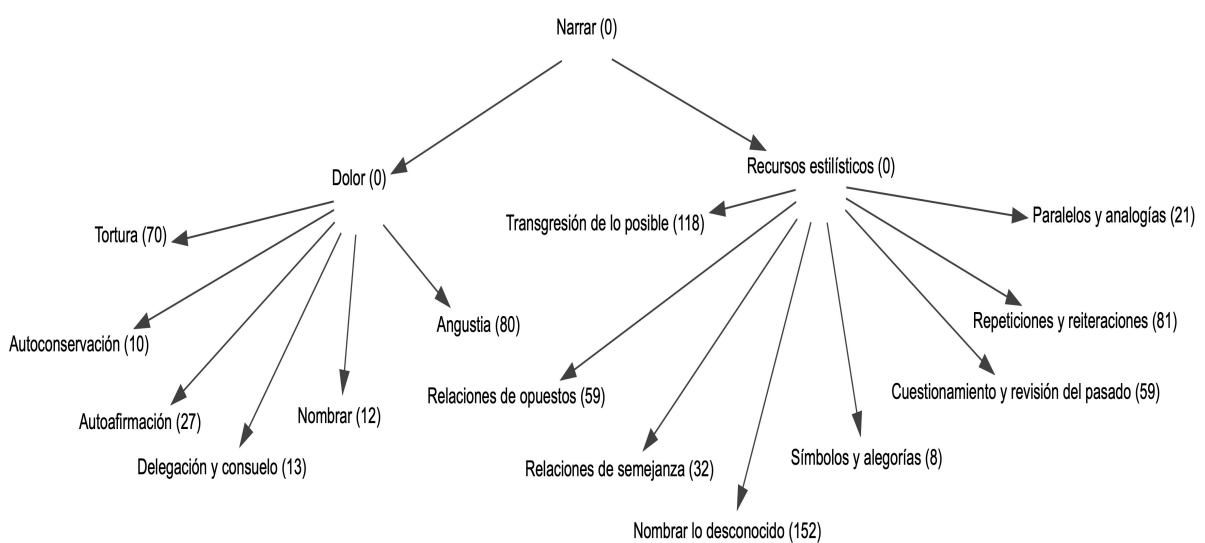 Narrar (0)
Dolor (0)
Recursos estilísticos (0)
Tortura (70)
Autoconservación (10)
Autoafirmación (27)
Delegación y consuelo (13)
Nombrar (12)
Angustia (80)
Transgresión de lo posible (118)
Relaciones de opuestos (59)
Relaciones de semejanza (32)
Nombrar lo desconocido (152)
Símbolos y alegorías (8)
Cuestionamiento y revisión del pasado (59)
Repeticiones y reiteraciones (81)
Paralelos y analogías (21)